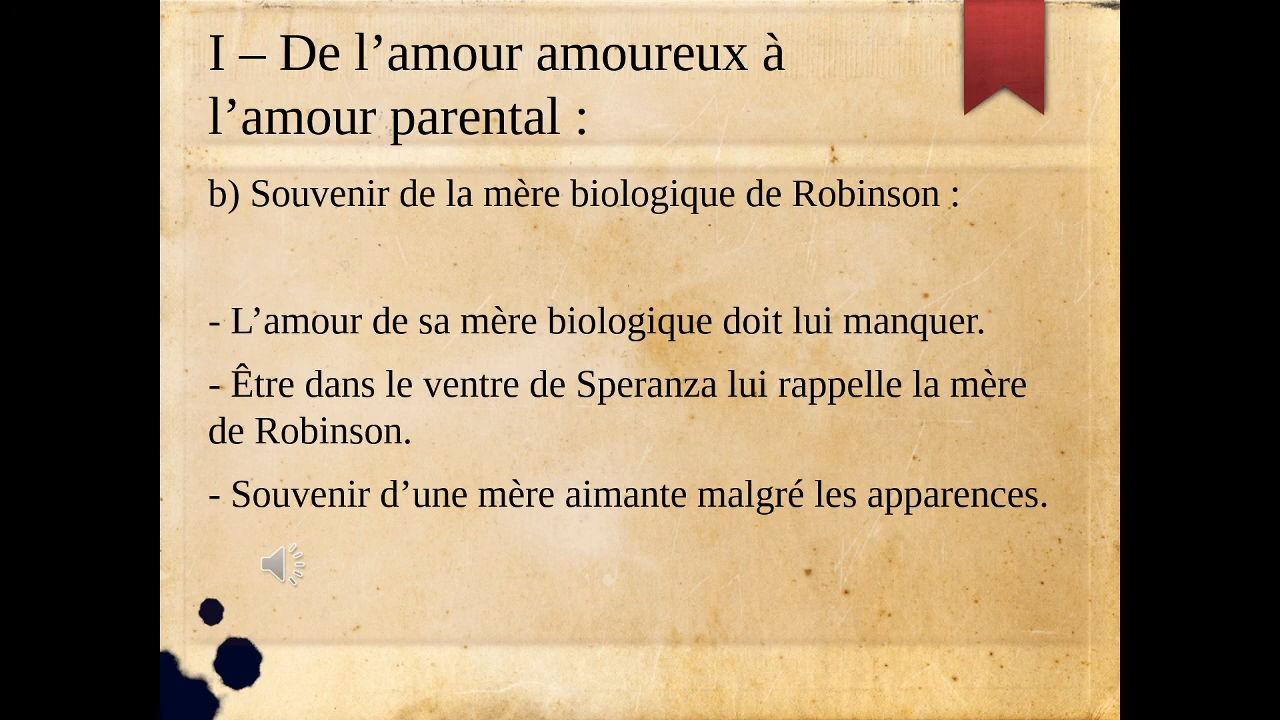 I – De l’amour amoureux à
l’amour parental :
b) Souvenir de la mère biologique de Robinson :
- L’amour de sa mère biologique doit lui manquer.
- Être dans le ventre de Speranza lui rappelle la mère
de Robinson.
- Souvenir d’une mère aimante malgré les apparences.